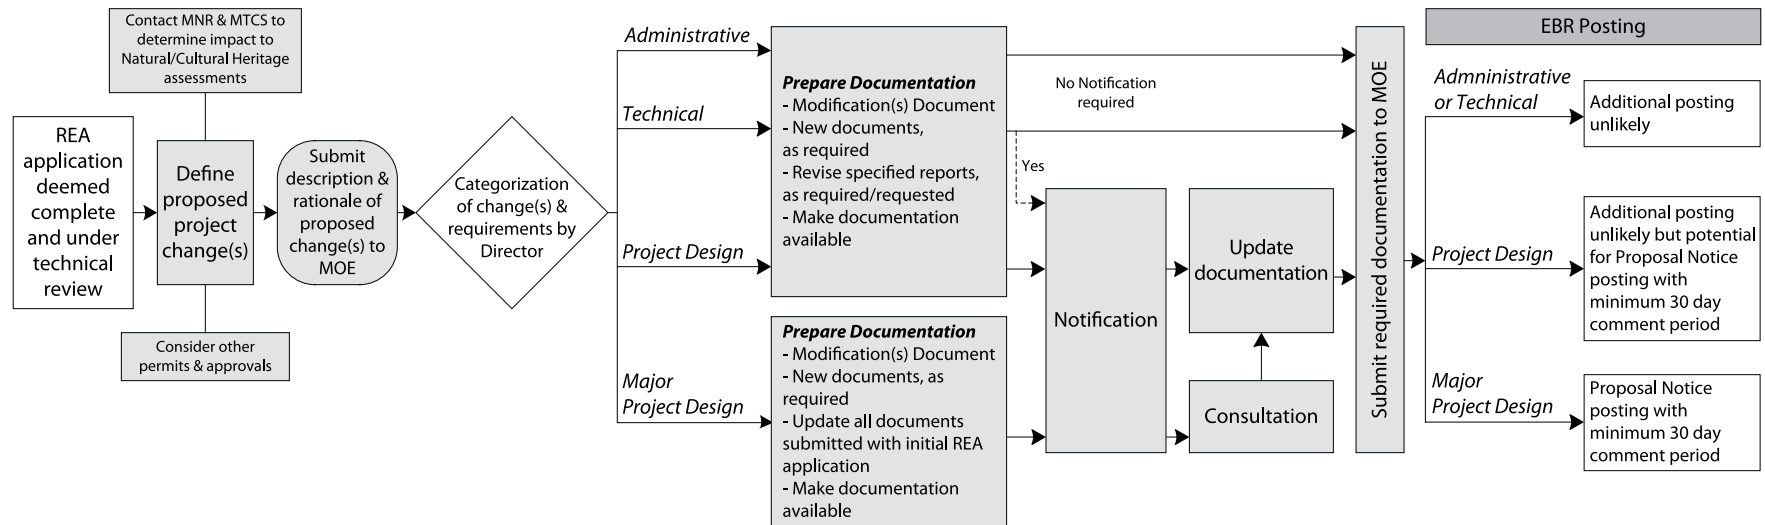 Contact MNR & MTCS to
determine impact to
Natural/Cultural Heritage
assessments
REA
application
deemed
complete
and under
technical
review
Define
proposed
project
change(s)
Consider other
permits & approvals
Submit
description &
rationale of
proposed
change(s) to
MOE
Categorization
of change(s) &
requirements by
Director
Administrative
Technical
Project Design
Major
Project Design
Prepare Documentation
- Modification(s) Document
- New documents,
as required
- Revise specified reports,
as required/requested
- Make documentation
available
Prepare Documentation
- Modification(s) Document
- New documents, as
required
- Update all documents
submitted with initial REA
application
- Make documentation
available
No Notification
required
Yes
Notification
Update
documentation
Consultation
Submit required documentation to MOE
EBR Posting
Admninistrative
or Technical
Additional posting
unlikely
Project Design
Additional posting
unlikely but potential
for Proposal Notice
posting with
minimum 30 day
comment period
Major
Project Design
Proposal Notice
posting with
minimum 30 day
comment period